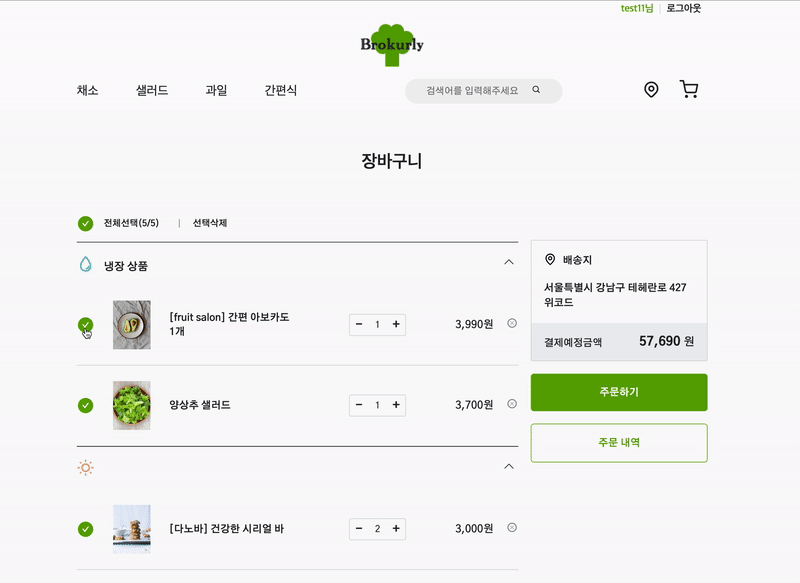 test11님 | 로그아웃
Brokurly
채소 샐러드 과일 간편식 검색어를 입력해주세요
장바구니
전체선택(5/5) | 선택삭제
냉장 상품
[fruit salon] 간편 아보카도
1개
− 1 + 3,990원
양상추 샐러드 − 1 + 3,700원
[다노바] 건강한 시리얼 바 − 2 + 3,000원
배송지
서울특별시 강남구 테헤란로 427
위코드
결제예정금액 57,690 원
주문하기
주문 내역